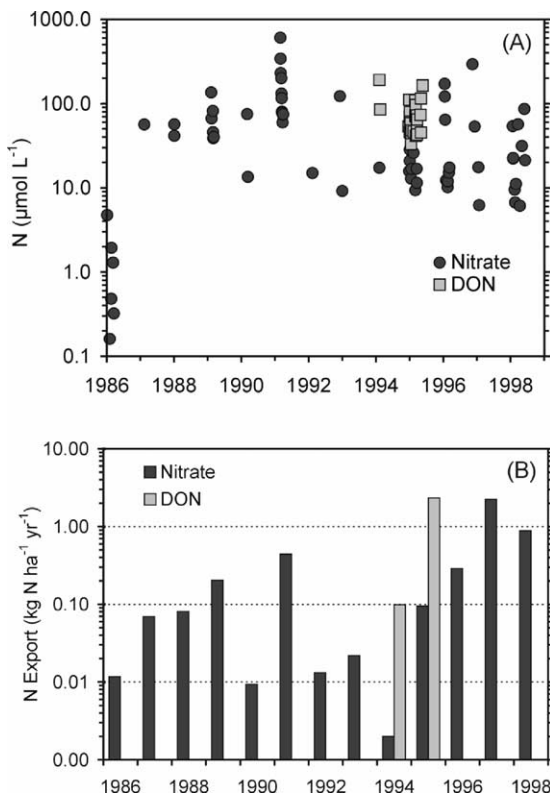 (A)
N (µmol L⁻¹)
1000.0
100.0
10.0
1.0
0.1
Nitrate
DON
1986 1988 1990 1992 1994 1996 1998
(B)
N Export (kg N ha⁻¹ yr⁻¹)
10.00
1.00
0.10
0.01
0.00
Nitrate
DON
1986 1988 1990 1992 1994 1996 1998